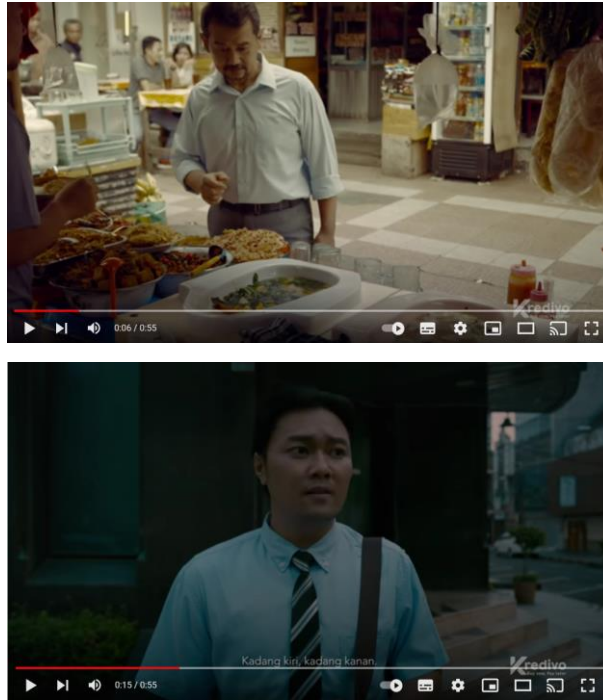 Kredivo
0:06 / 0:55
Kadang kiri, kadang kanan.
Kredivo
0:15 / 0:55